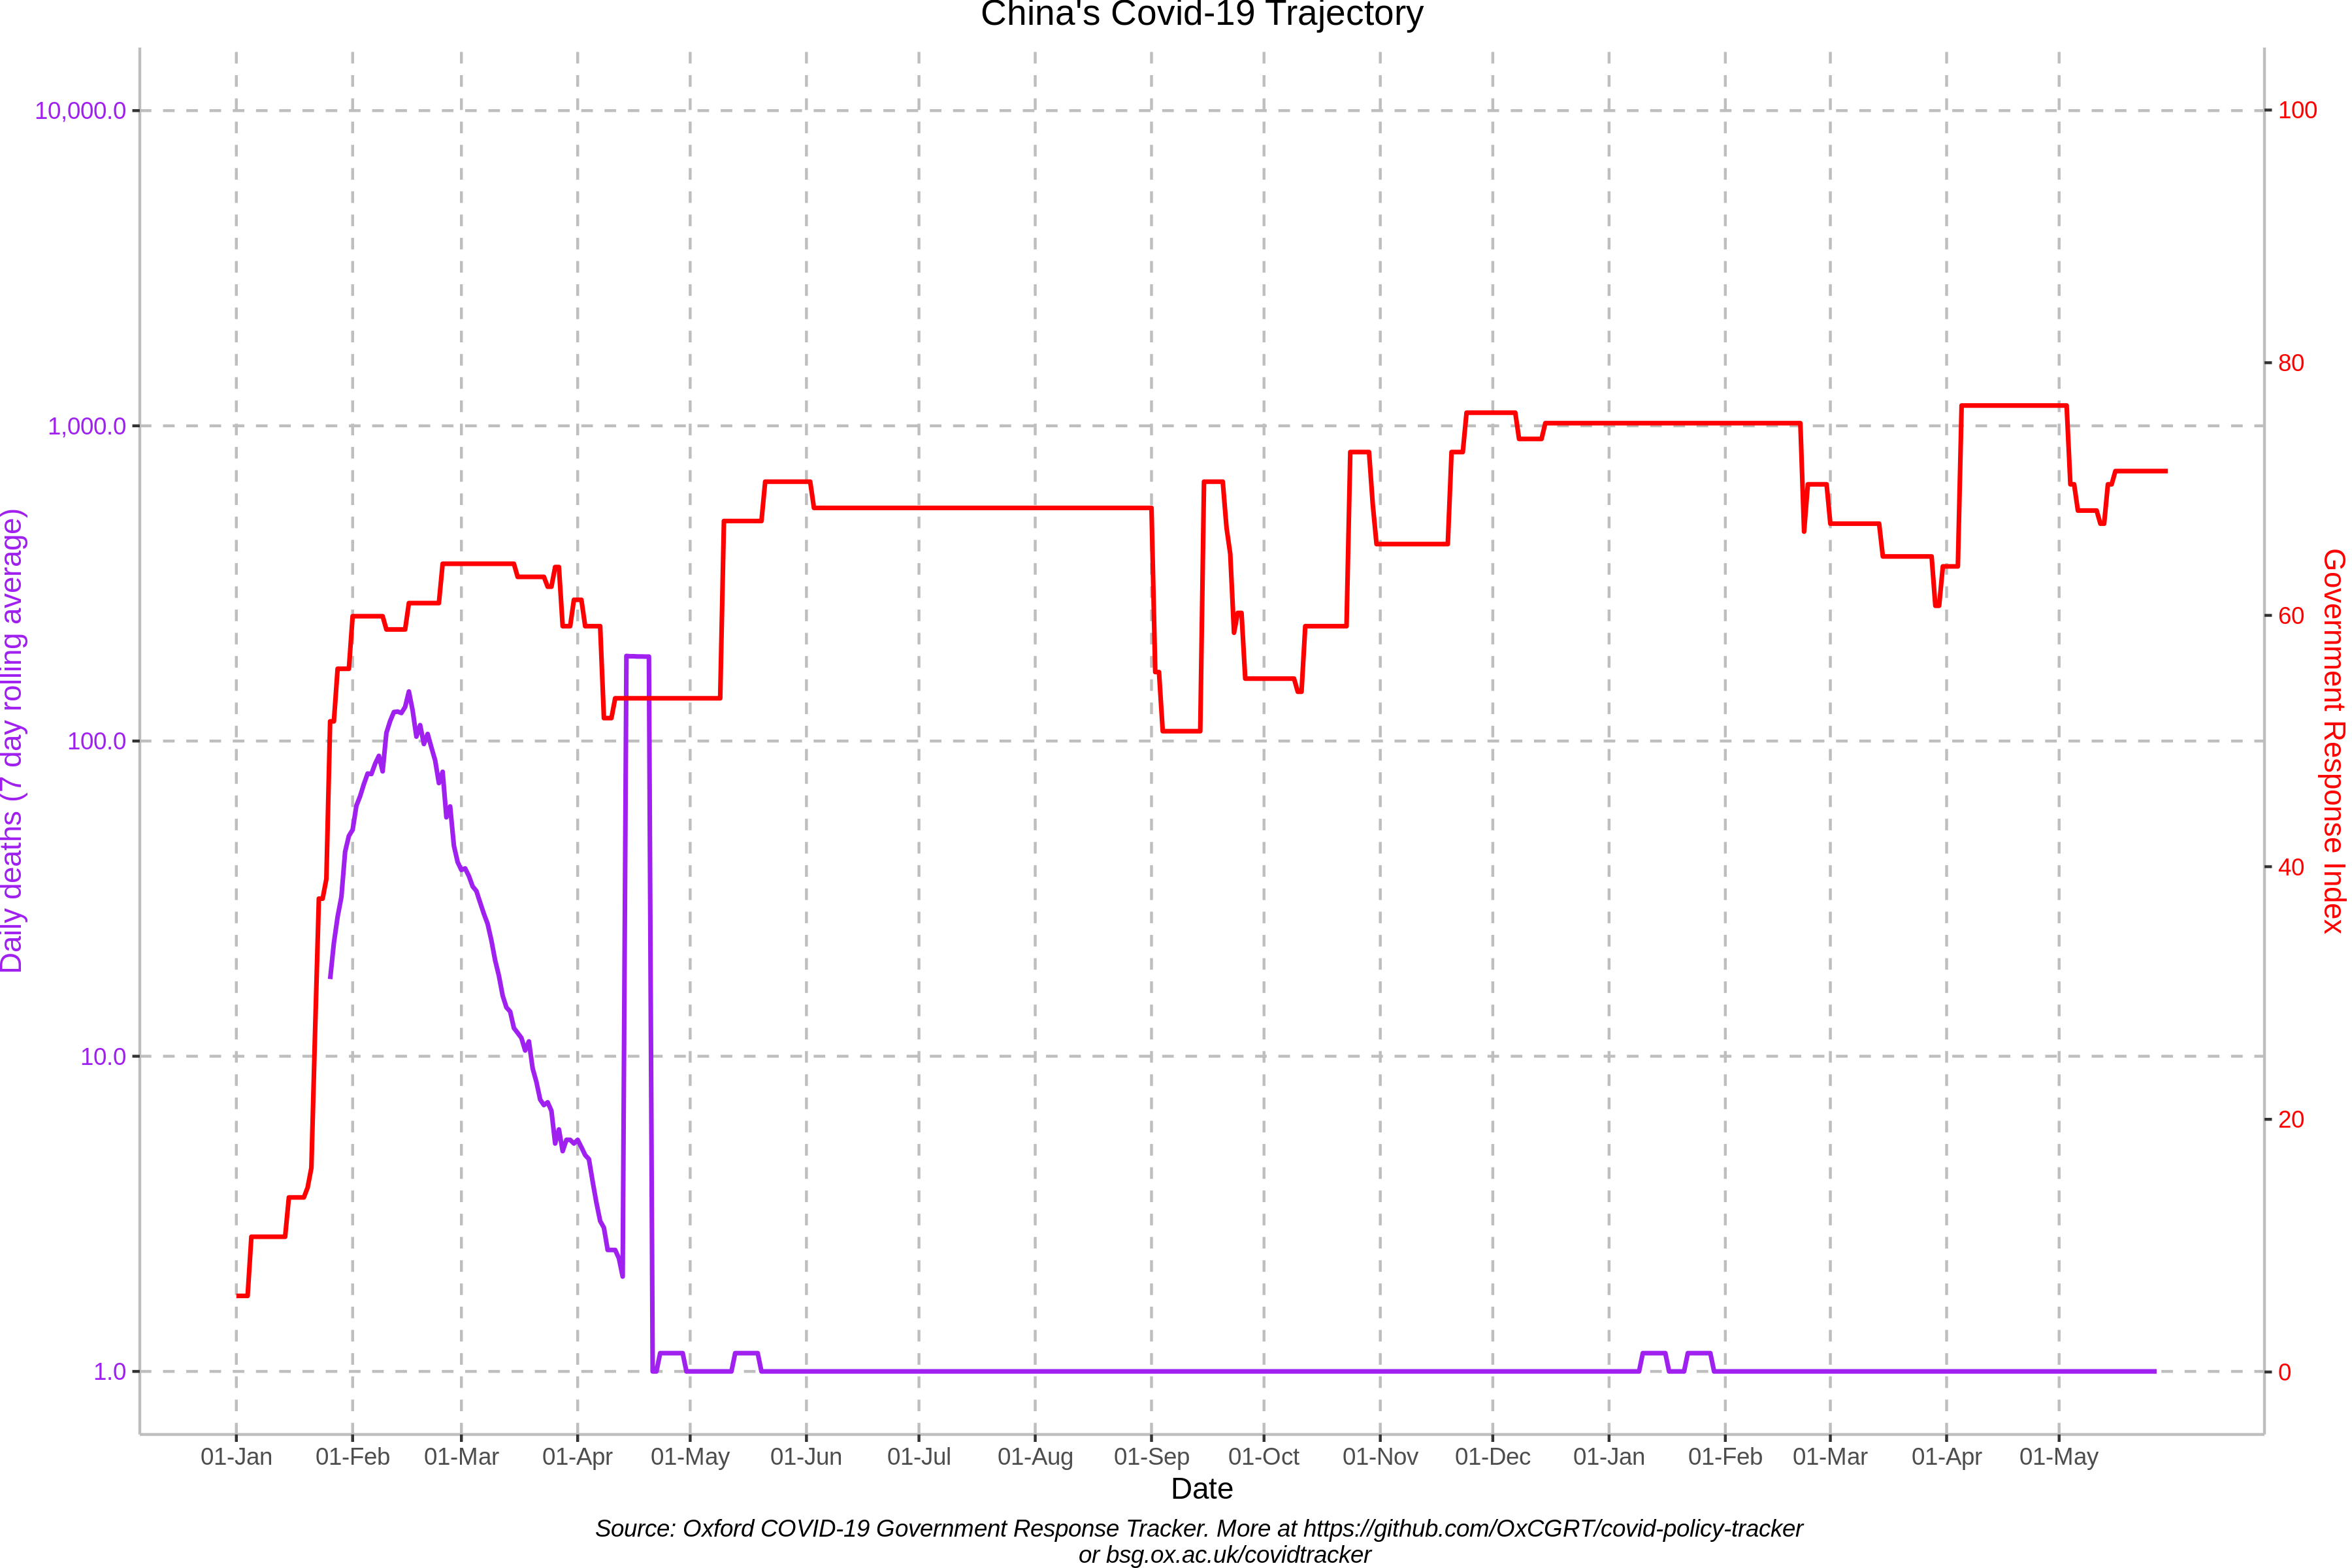 China's Covid-19 Trajectory
10,000.0
1,000.0
100.0
10.0
1.0
Daily deaths (7 day rolling average)
100
80
60
40
20
0
Government Response Index
01-Jan 01-Feb 01-Mar 01-Apr 01-May 01-Jun 01-Jul 01-Aug 01-Sep 01-Oct 01-Nov 01-Dec 01-Jan 01-Feb 01-Mar 01-Apr 01-May
Date
Source: Oxford COVID-19 Government Response Tracker. More at https://github.com/OxCGRT/covid-policy-tracker
or bsg.ox.ac.uk/covidtracker